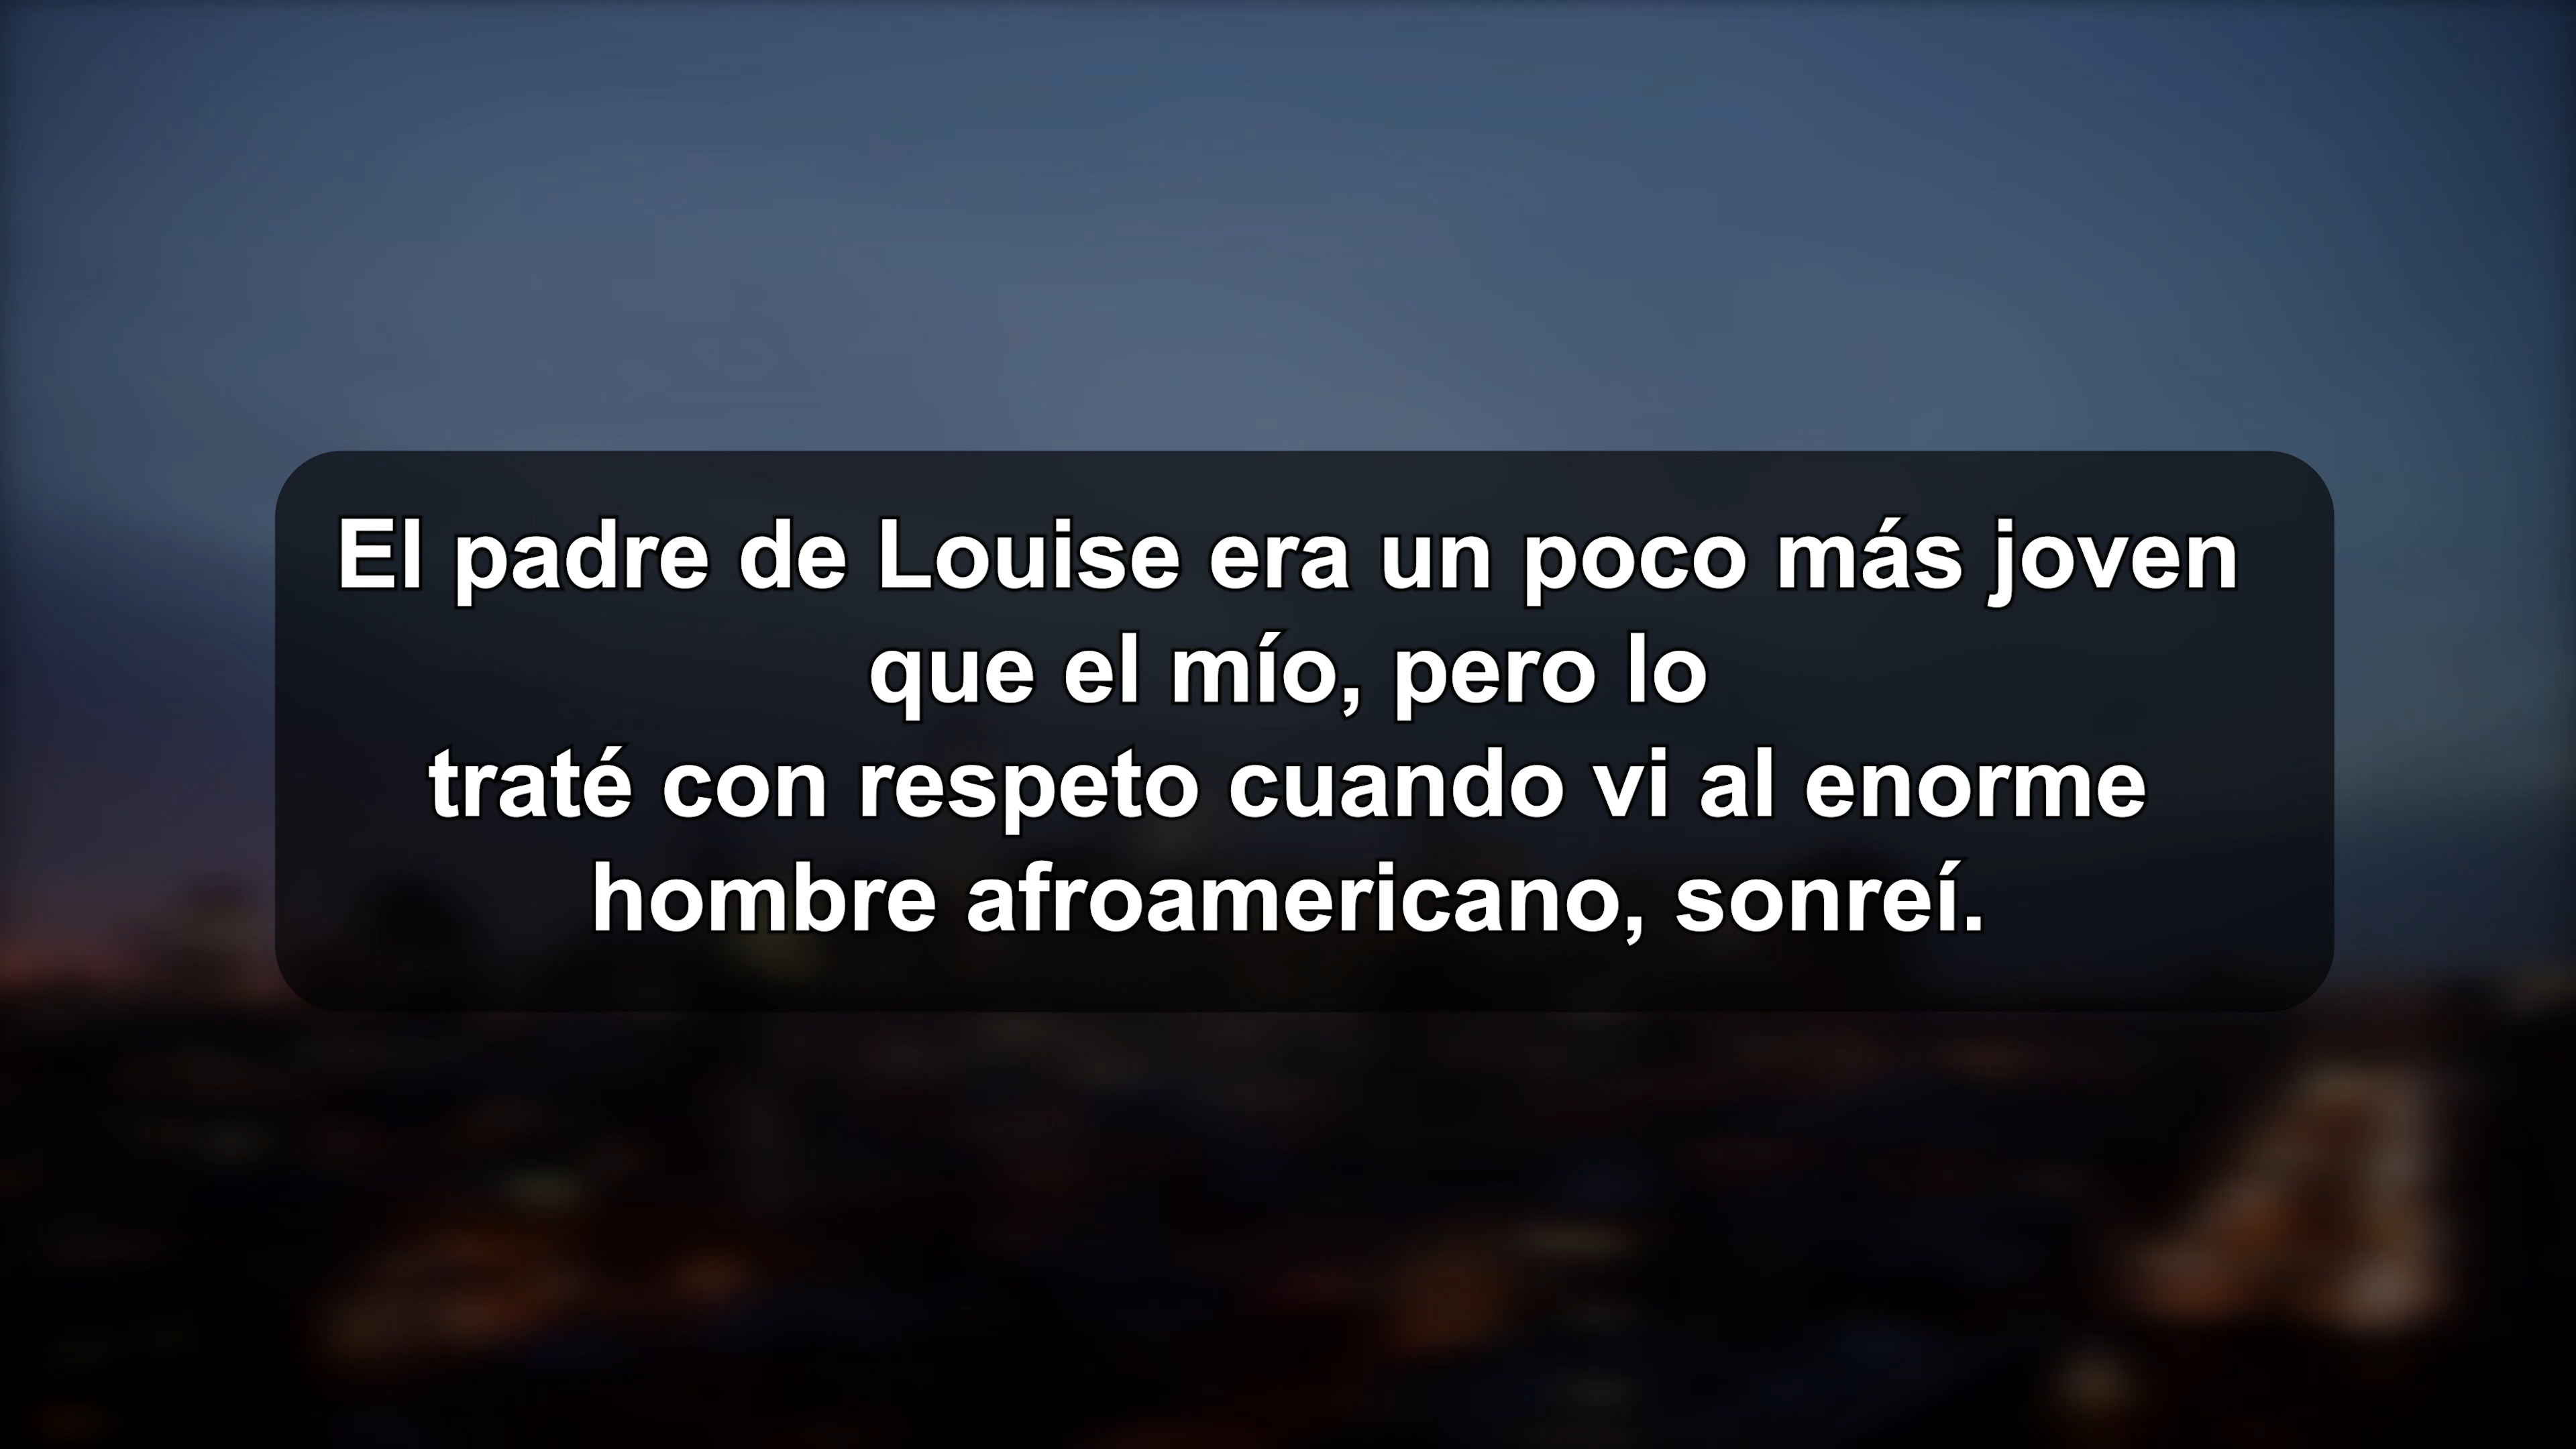 El padre de Louise era un poco más joven
que el mío, pero lo
traté con respeto cuando vi al enorme
hombre afroamericano, sonreí.